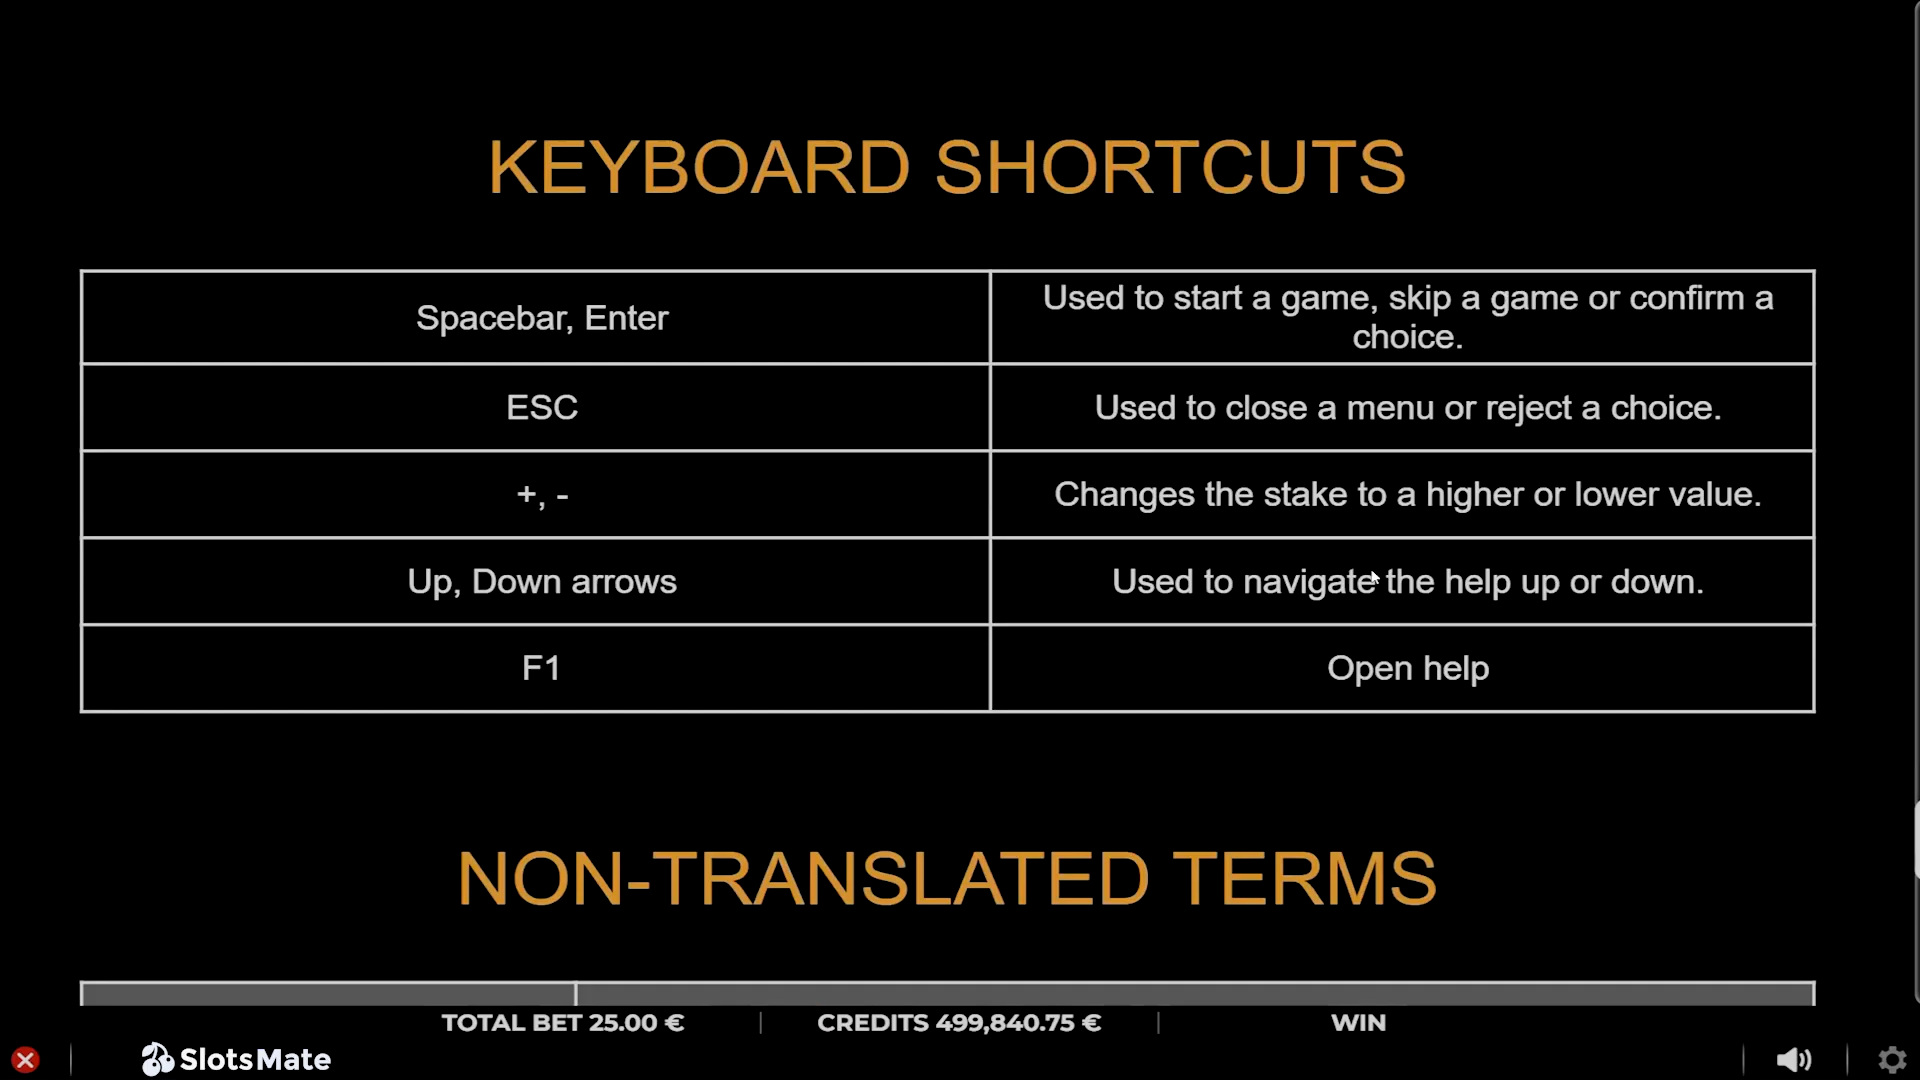 KEYBOARD SHORTCUTS
Spacebar, Enter
Used to start a game, skip a game or confirm a
choice.
ESC
Used to close a menu or reject a choice.
+, -
Changes the stake to a higher or lower value.
Up, Down arrows
Used to navigate the help up or down.
F1
Open help
NON-TRANSLATED TERMS
TOTAL BET 25.00 €
CREDITS 499,840.75 €
WIN
SlotsMate